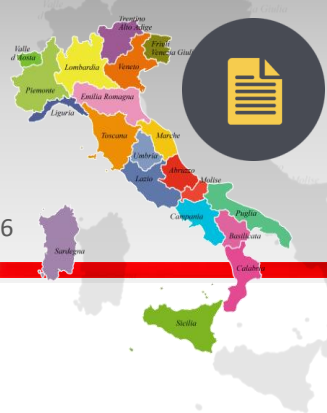 Trentino
Alto Adige
Friuli
Venezia Giuli
Valle
d'Aosta
Lombardia
Veneto
Piemonte
Emilia Romagna
Liguria
Toscana
Marche
Umbria
Abruzzo
Lazio
Molise
Campania
Puglia
Basilicata
6
Sardegna
Calabria
Sicilia